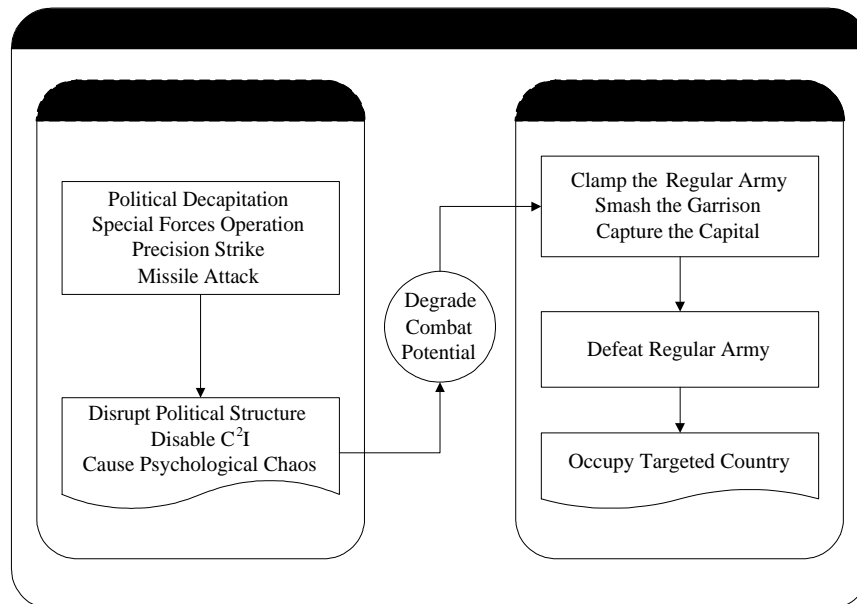 Political Decapitation
Special Forces Operation
Precision Strike
Missile Attack
Disrupt Political Structure
Disable C²I
Cause Psychological Chaos
Degrade
Combat
Potential
Clamp the Regular Army
Smash the Garrison
Capture the Capital
Defeat Regular Army
Occupy Targeted Country